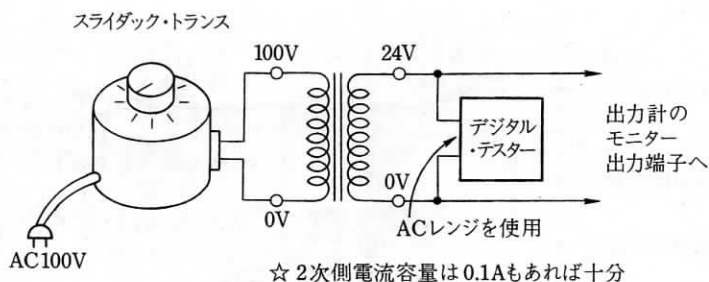 スライダック・トランス
100V
24V
デジタル
・テスター
出力計の
モニター
出力端子へ
0V
0V
ACレンジを使用
AC100V
☆ 2次側電流容量は0.1Aもあれば十分